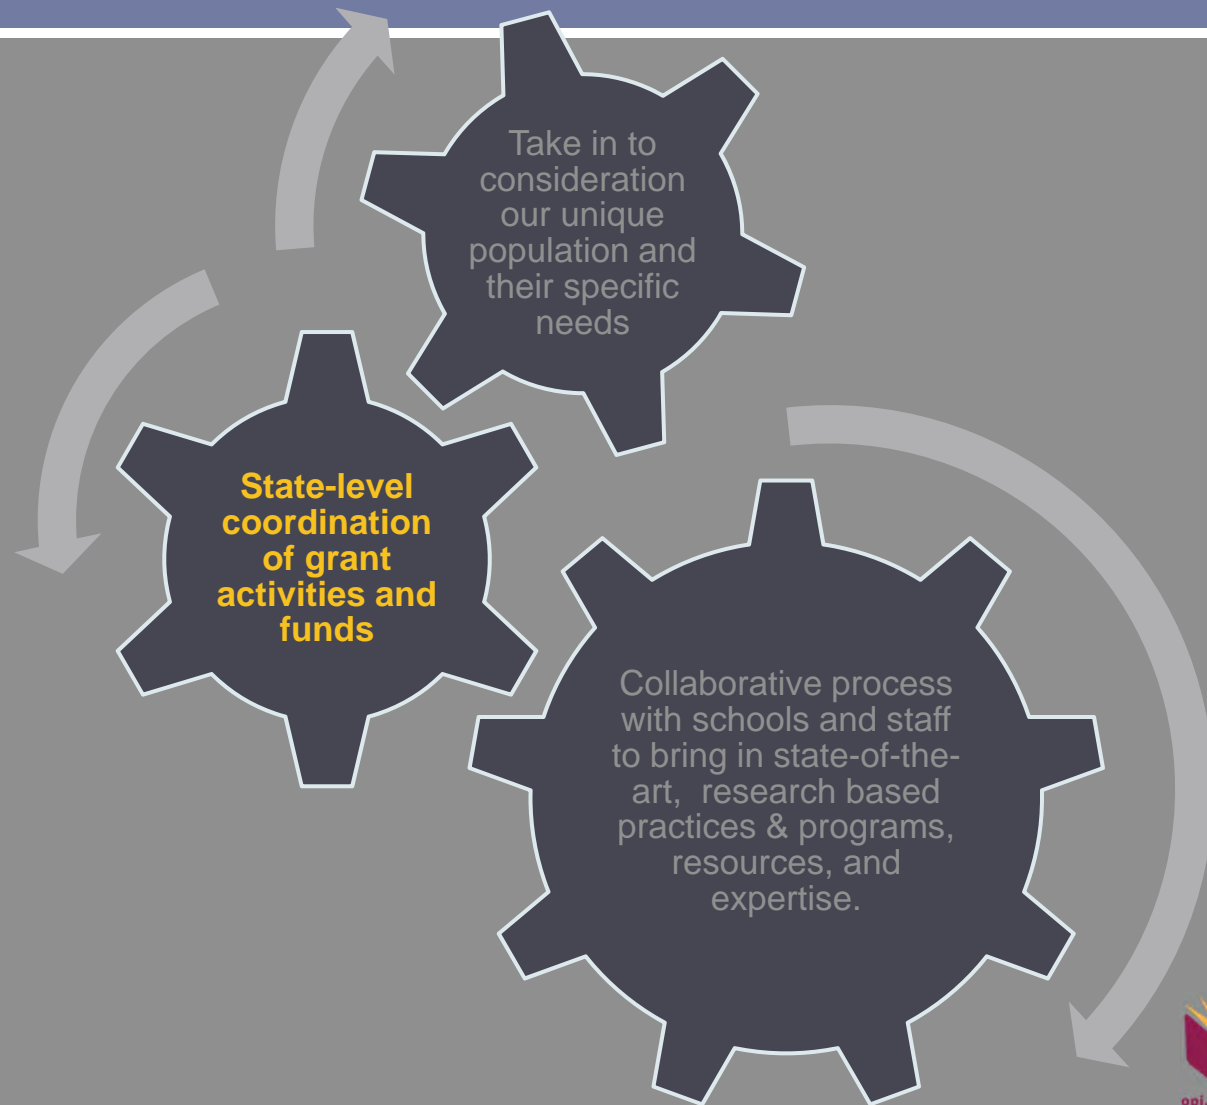 Take in to
consideration
our unique
population and
their specific
needs
State-level
coordination
of grant
activities and
funds
Collaborative process
with schools and staff
to bring in state-of-the-
art,  research based
practices & programs,
resources, and
expertise.